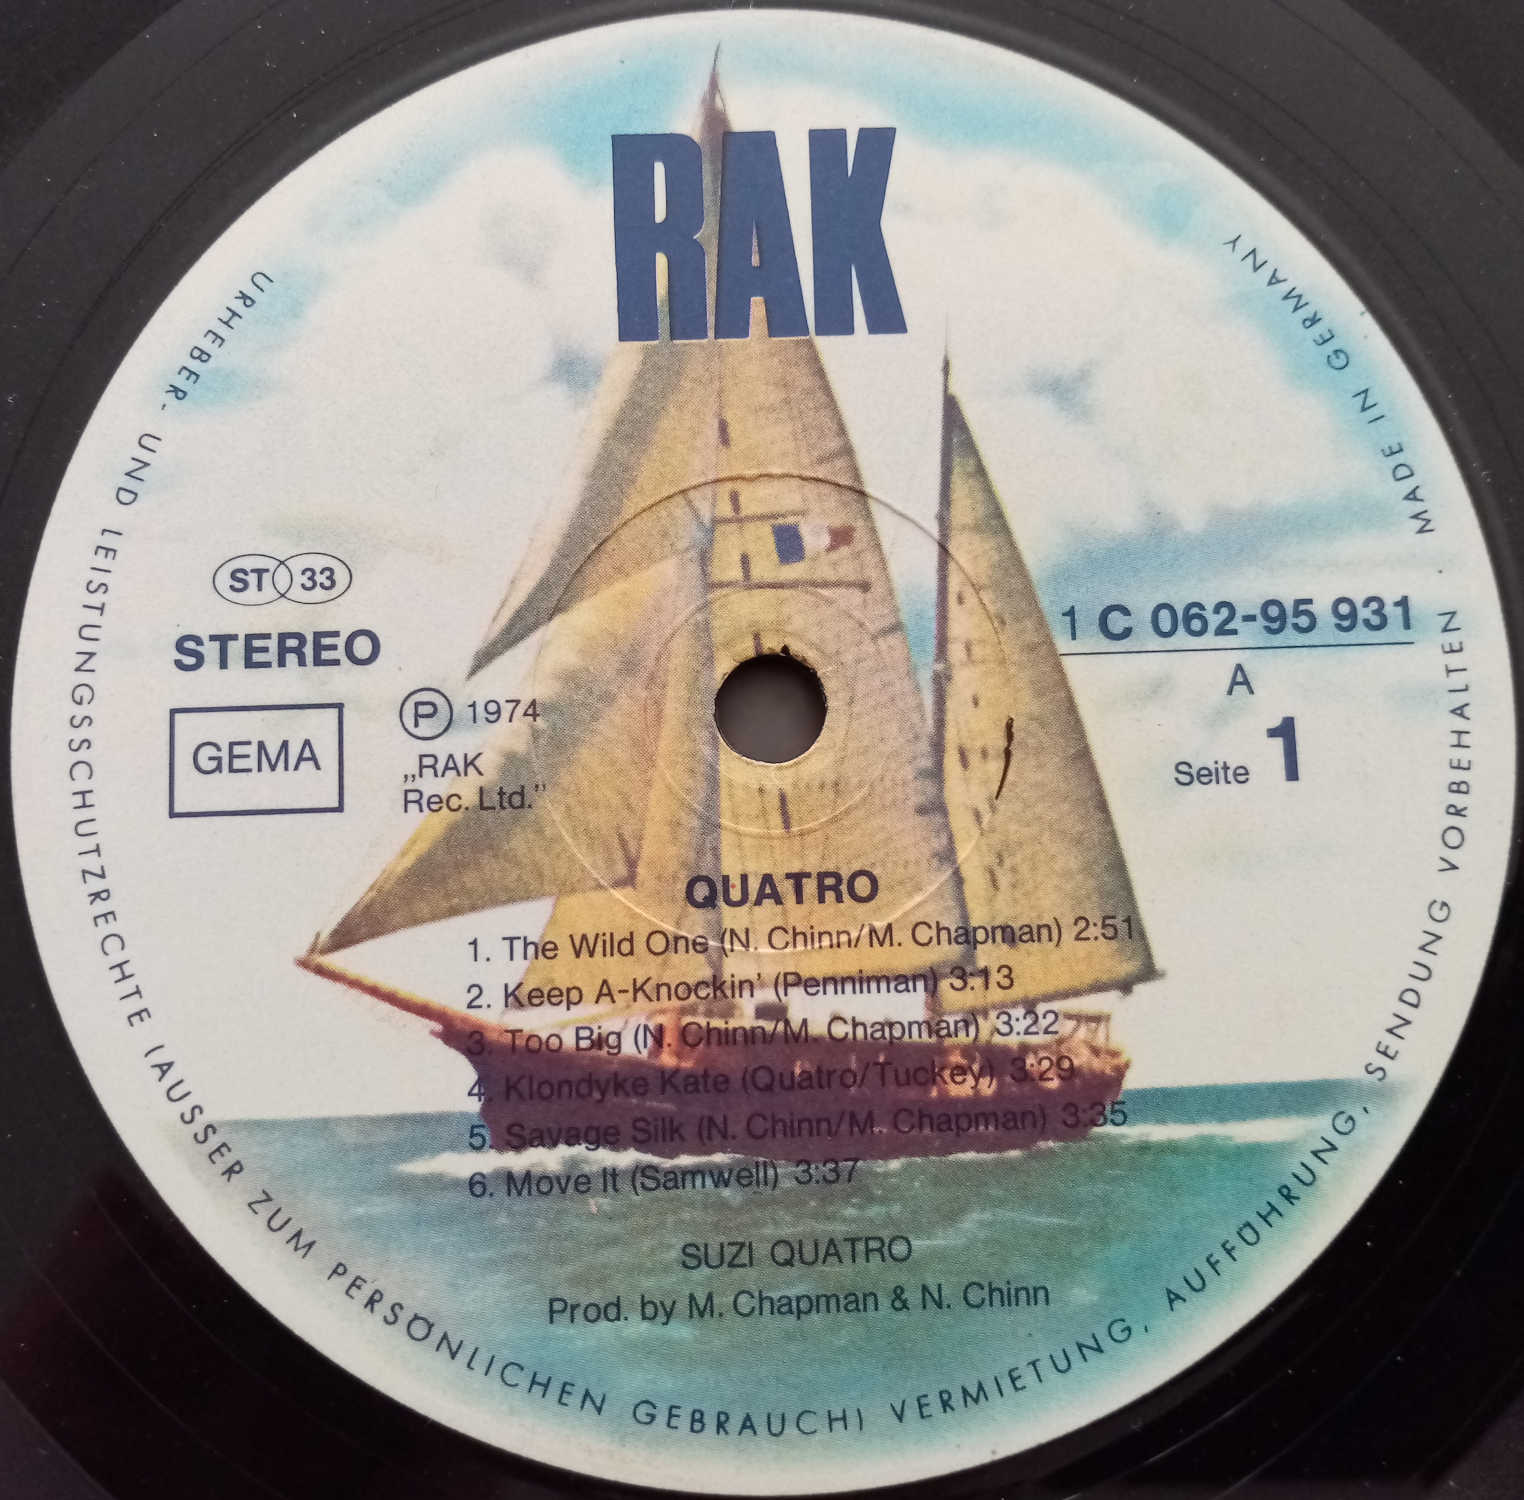 RAK
ST 33
STEREO
GEMA
Ⓟ 1974
„RAK
Rec. Ltd.”
1 C 062-95 931
A
Seite 1
QUATRO
1. The Wild One (N. Chinn/M. Chapman) 2:51
2. Keep A-Knockin' (Penniman) 3:13
3. Too Big (N. Chinn/M. Chapman) 3:22
4. Klondyke Kate (Quatro/Tuckey) 3:29
5. Savage Silk (N. Chinn/M. Chapman) 3:35
6. Move It (Samwell) 3:37
SUZI QUATRO
Prod. by M. Chapman & N. Chinn
URHEBER- UND LEISTUNGSSCHUTZRECHTE (AUSSER ZUM PERSÖNLICHEN GEBRAUCH) VERMIETUNG, AUFFÜHRUNG, SENDUNG VORBEHALTEN. MADE IN GERMANY